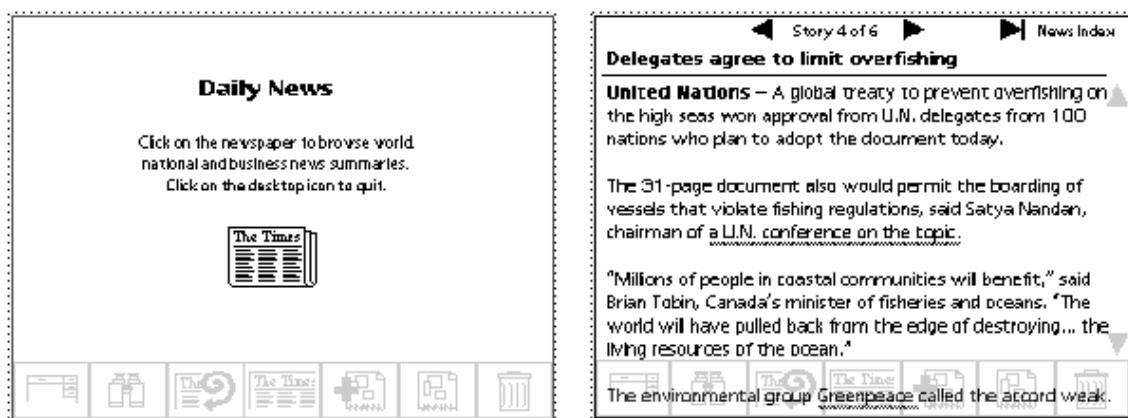 Daily News
Click on the newspaper to browse world
national and business news summaries.
Click on the desktop icon to quit.
The Times
The
The Times
Story 4 of 6
News Index
Delegates agree to limit overfishing
United Nations – A global treaty to prevent overfishing on
the high seas won approval from U.N. delegates from 100
nations who plan to adopt the document today.
The 31-page document also would permit the boarding of
vessels that violate fishing regulations, said Satya Nandan,
chairman of a U.N. conference on the topic.
"Millions of people in coastal communities will benefit," said
Brian Tobin, Canada's minister of fisheries and oceans. "The
world will have pulled back from the edge of destroying... the
living resources of the ocean."
The
The Times
The environmental group Greenpeace called the accord weak.